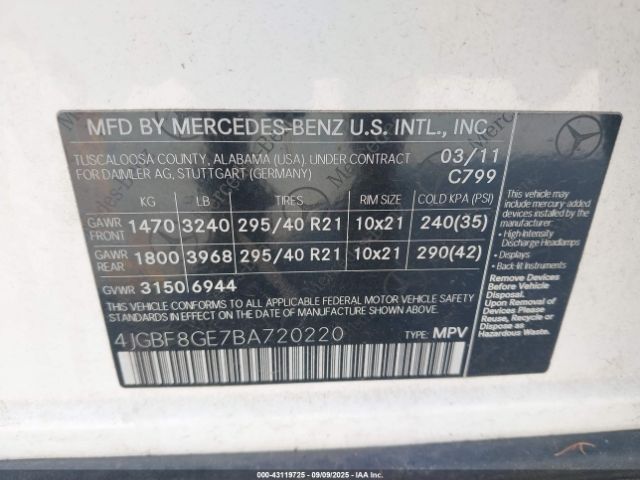 MFD BY MERCEDES-BENZ U.S. INTL., INC.
TUSCALOOSA COUNTY, ALABAMA (USA). UNDER CONTRACT
FOR DAIMLER AG, STUTTGART (GERMANY)
03/11
C799
KG LB TIRES RIM SIZE COLD KPA (PSI)
GAWR FRONT 1470 3240 295/40 R21 10x21 240(35)
GAWR REAR 1800 3968 295/40 R21 10x21 290(42)
GVWR 3150 6944
THIS VEHICLE CONFORMS TO ALL APPLICABLE FEDERAL MOTOR VEHICLE SAFETY
STANDARDS IN EFFECT ON THE DATE OF MANUFACTURE SHOWN ABOVE.
4JGBF8GE7BA720220 TYPE: MPV
This vehicle may
include mercury-
added devices
installed by the
manufacturer:
• High Intensity
Discharge Headlamps
• Displays
• Back-lit Instruments
Remove Devices
Before Vehicle
Disposal.
Upon Removal of
Devices Please
Reuse, Recycle or
Dispose as
Hazardous Waste.
www.iaai.com 000-43119725 - 09/09/2025 - www.iaai.com